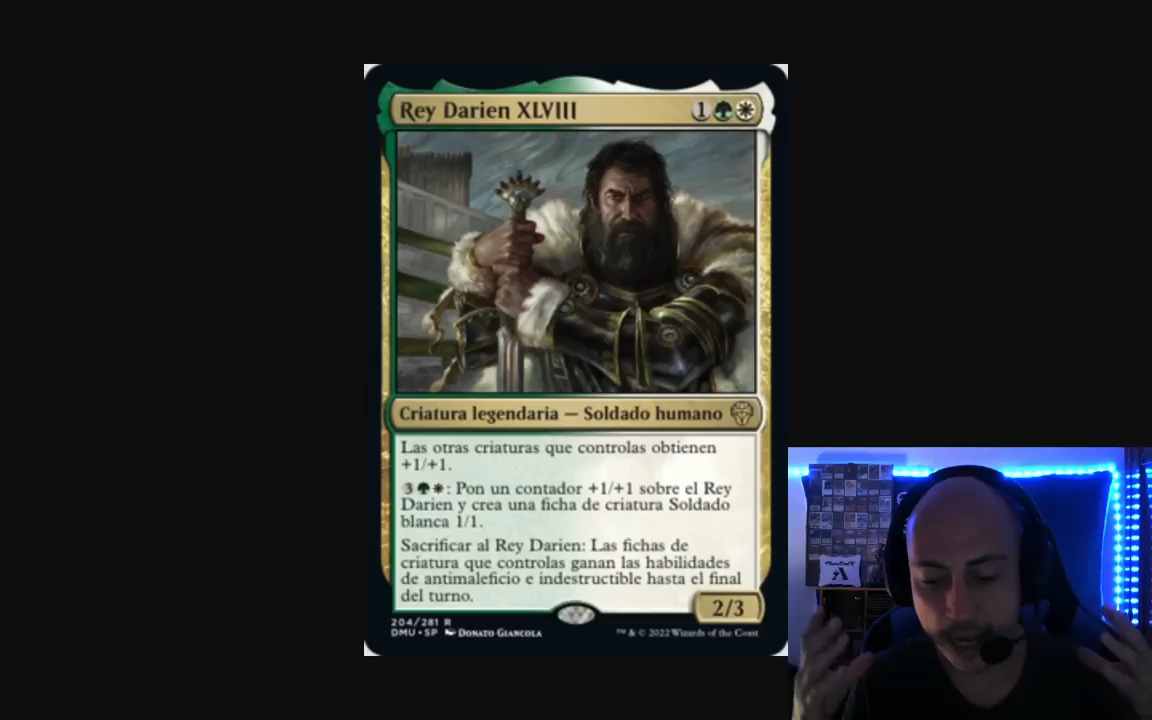 Rey Darien XLVIII 1
Criatura legendaria — Soldado humano
Las otras criaturas que controlas obtienen
+1/+1.
3: Pon un contador +1/+1 sobre el Rey
Darien y crea una ficha de criatura Soldado
blanca 1/1.
Sacrificar al Rey Darien: Las fichas de
criatura que controlas ganan las habilidades
de antimaleficio e indestructible hasta el final
del turno.
2/3
204/281 R
DMU • SP Donato Giancola
™ & © 2022 Wizards of the Coast